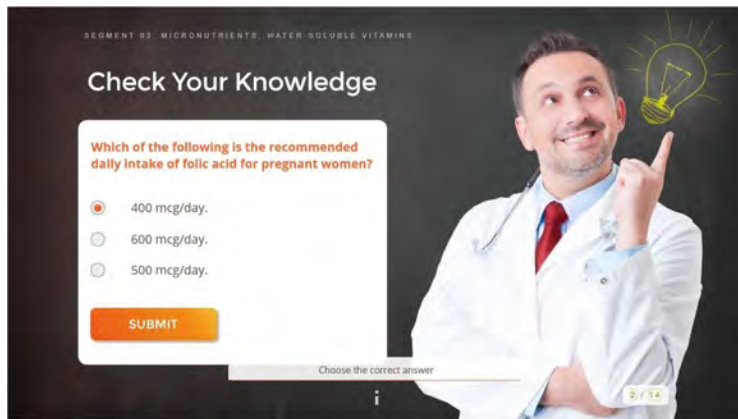 SEGMENT 03: MICRONUTRIENTS: WATER-SOLUBLE VITAMINS
Check Your Knowledge
Which of the following is the recommended
daily intake of folic acid for pregnant women?
400 mcg/day.
600 mcg/day.
500 mcg/day.
SUBMIT
Choose the correct answer
i
2 / 14